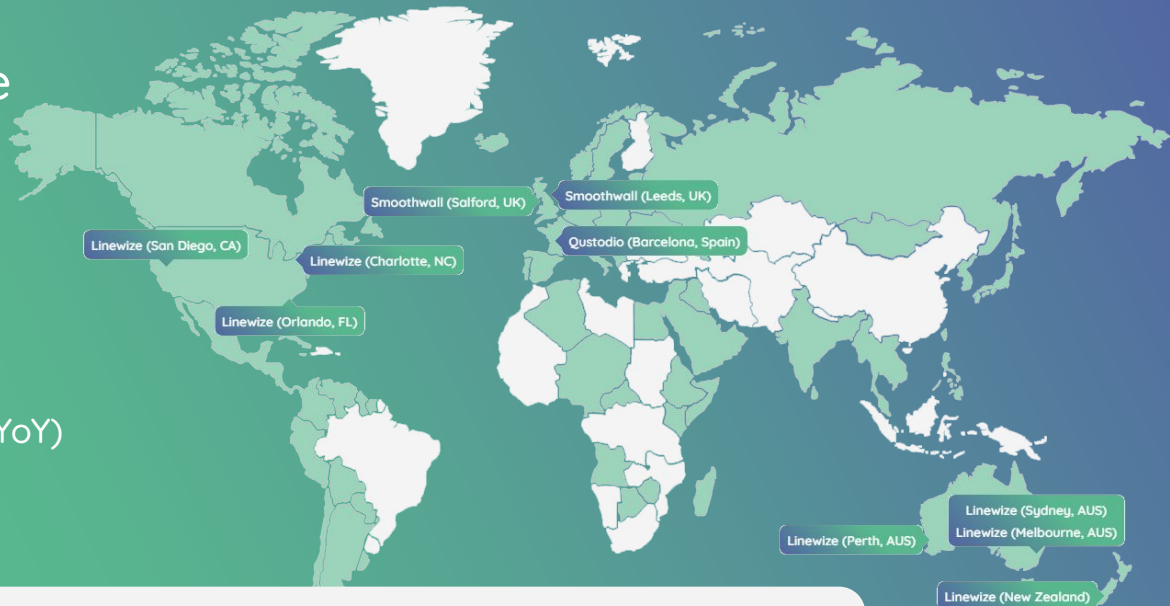 e
Smoothwall (Leeds, UK)
Smoothwall (Salford, UK)
Qustodio (Barcelona, Spain)
Linewize (San Diego, CA)
Linewize (Charlotte, NC)
Linewize (Orlando, FL)
YoY)
Linewize (Sydney, AUS)
Linewize (Melbourne, AUS)
Linewize (Perth, AUS)
Linewize (New Zealand)